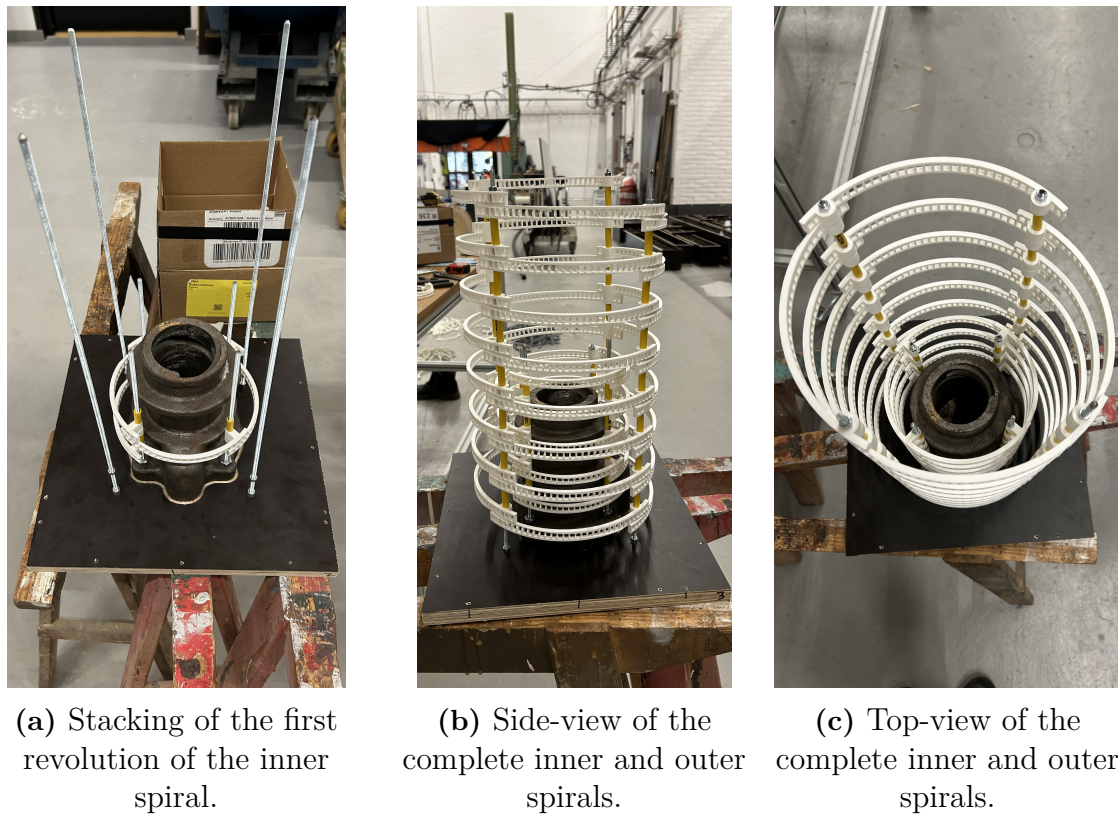 (a) Stacking of the first
revolution of the inner
spiral.
(b) Side-view of the
complete inner and outer
spirals.
(c) Top-view of the
complete inner and outer
spirals.
3